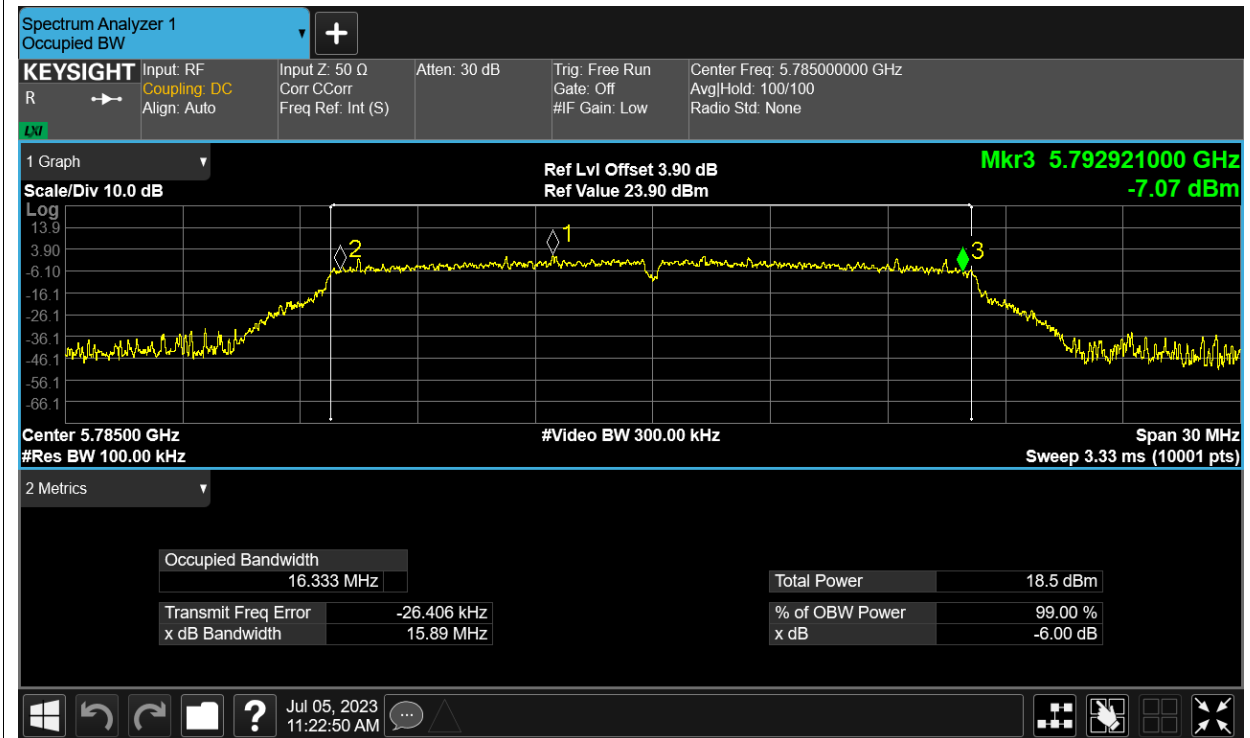 Spectrum Analyzer 1
Occupied BW
+
KEYSIGHT
R
LXI
Input: RF
Coupling: DC
Align: Auto
Input Z: 50 Ω
Corr CCorr
Freq Ref: Int (S)
Atten: 30 dB
Trig: Free Run
Gate: Off
#IF Gain: Low
Center Freq: 5.785000000 GHz
Avg|Hold: 100/100
Radio Std: None
1 Graph
Scale/Div 10.0 dB
Ref Lvl Offset 3.90 dB
Ref Value 23.90 dBm
Mkr3 5.792921000 GHz
-7.07 dBm
Log
13.9
3.90
-6.10
-16.1
-26.1
-36.1
-46.1
-56.1
-66.1
2
1
3
Center 5.78500 GHz
#Res BW 100.00 kHz
#Video BW 300.00 kHz
Span 30 MHz
Sweep 3.33 ms (10001 pts)
2 Metrics
Occupied Bandwidth
16.333 MHz
Transmit Freq Error -26.406 kHz
x dB Bandwidth 15.89 MHz
Total Power 18.5 dBm
% of OBW Power 99.00 %
x dB -6.00 dB
?
Jul 05, 2023
11:22:50 AM